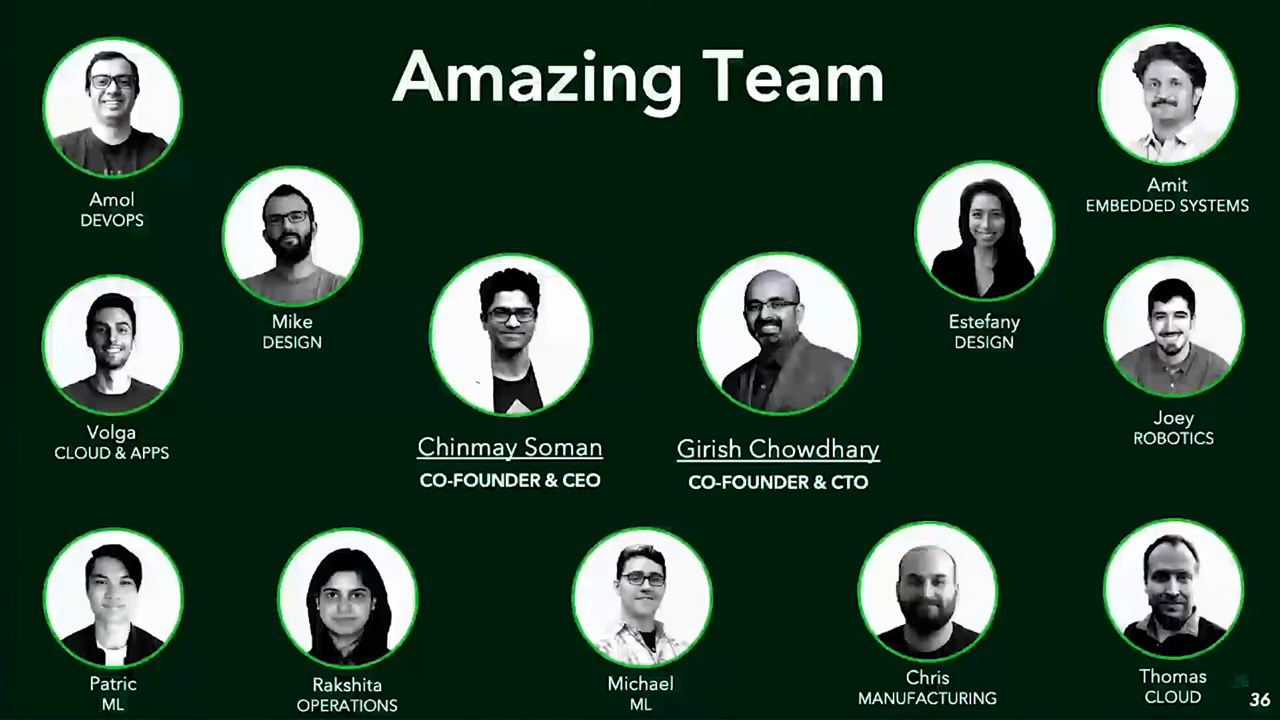 Amazing Team
Amol
DEVOPS
Mike
DESIGN
Estefany
DESIGN
Amit
EMBEDDED SYSTEMS
Volga
CLOUD & APPS
Chinmay Soman
CO-FOUNDER & CEO
Girish Chowdhary
CO-FOUNDER & CTO
Joey
ROBOTICS
Patric
ML
Rakshita
OPERATIONS
Michael
ML
Chris
MANUFACTURING
Thomas
CLOUD
36